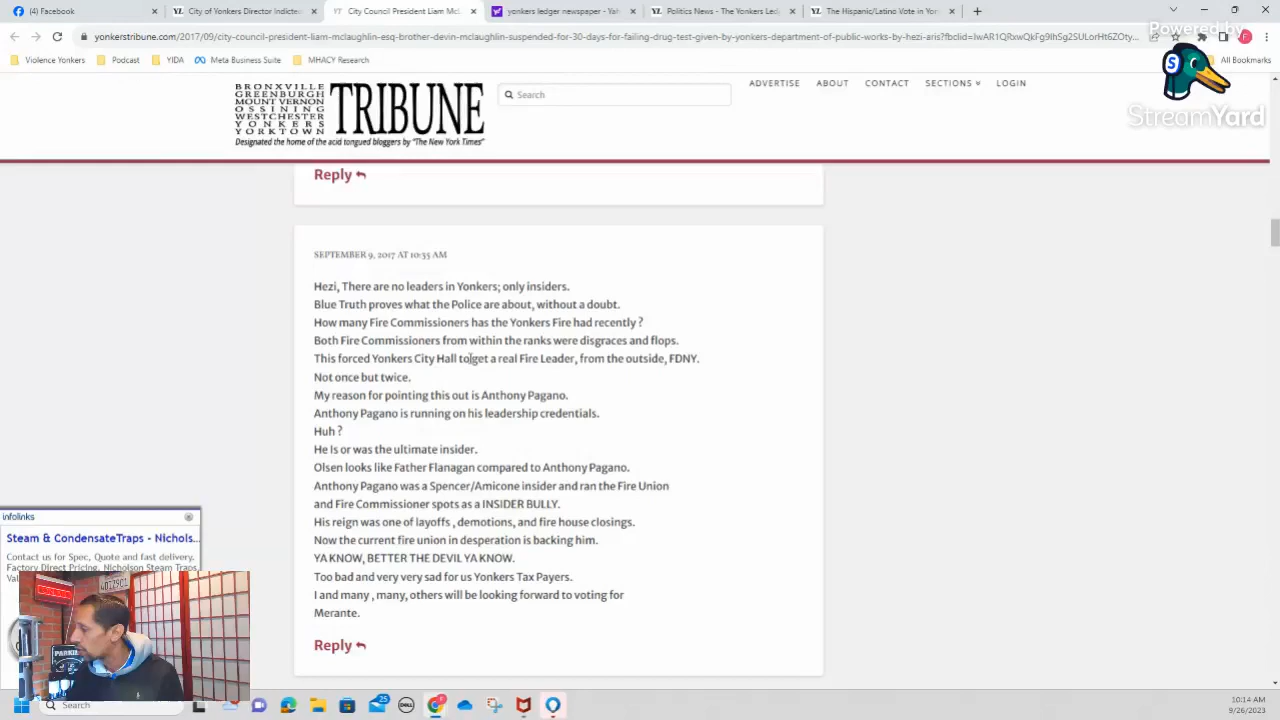 Facebook
City of Yonkers Director Indictee
City Council President Liam McL
yonkers ledger newspaper - Yah
Politics News - The Yonkers Led
The Hispanic/Latino Vote in Yon
yonkerstribune.com/2017/09/city-council-president-liam-mclaughlin-esq-brother-devin-mclaughlin-suspended-for-30-days-for-failing-drug-test-given-by-yonkers-department-of-public-works-by-hezi-aris?fbclid=
Powered by
Violence Yonkers
Podcast
YIDA
Meta Business Suite
MHACY Research
All Bookmarks
BRONXVILLE
GREENBURGH
MOUNT VERNON
OSSINING
WESTCHESTER
YONKERS
YORKTOWN
TRIBUNE
Designated the home of the acid tongued bloggers by "The New York Times"
Search
ADVERTISE
ABOUT
CONTACT
SECTIONS
LOGIN
S
StreamYard
Reply
SEPTEMBER 9, 2017 AT 10:35 AM
Hezi, There are no leaders in Yonkers; only insiders.
Blue Truth proves what the Police are about, without a doubt.
How many Fire Commissioners has the Yonkers Fire had recently ?
Both Fire Commissioners from within the ranks were disgraces and flops.
This forced Yonkers City Hall toget a real Fire Leader, from the outside, FDNY.
Not once but twice.
My reason for pointing this out is Anthony Pagano.
Anthony Pagano is running on his leadership credentials.
Huh ?
He Is or was the ultimate insider.
Olsen looks like Father Flanagan compared to Anthony Pagano.
Anthony Pagano was a Spencer/Amicone insider and ran the Fire Union
and Fire Commissioner spots as a INSIDER BULLY.
His reign was one of layoffs , demotions, and fire house closings.
Now the current fire union in desperation is backing him.
YA KNOW, BETTER THE DEVIL YA KNOW.
Too bad and very very sad for us Yonkers Tax Payers.
I and many , many, others will be looking forward to voting for
Merante.
Reply
infolinks
Steam & CondensateTraps - Nichols...
Contact us for Spec, Quote and fast delivery.
Factory Direct Pricing. Nicholson Steam Traps
Search
25
DELL
10:14 AM
9/26/2023